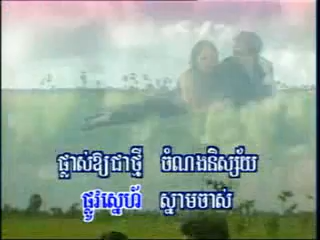 ផ្លាស់ឱ្យជាថ្មី ចំណងនិស្ស័យ
ផ្លូវស្នេហ៍ ស្នាមចាស់